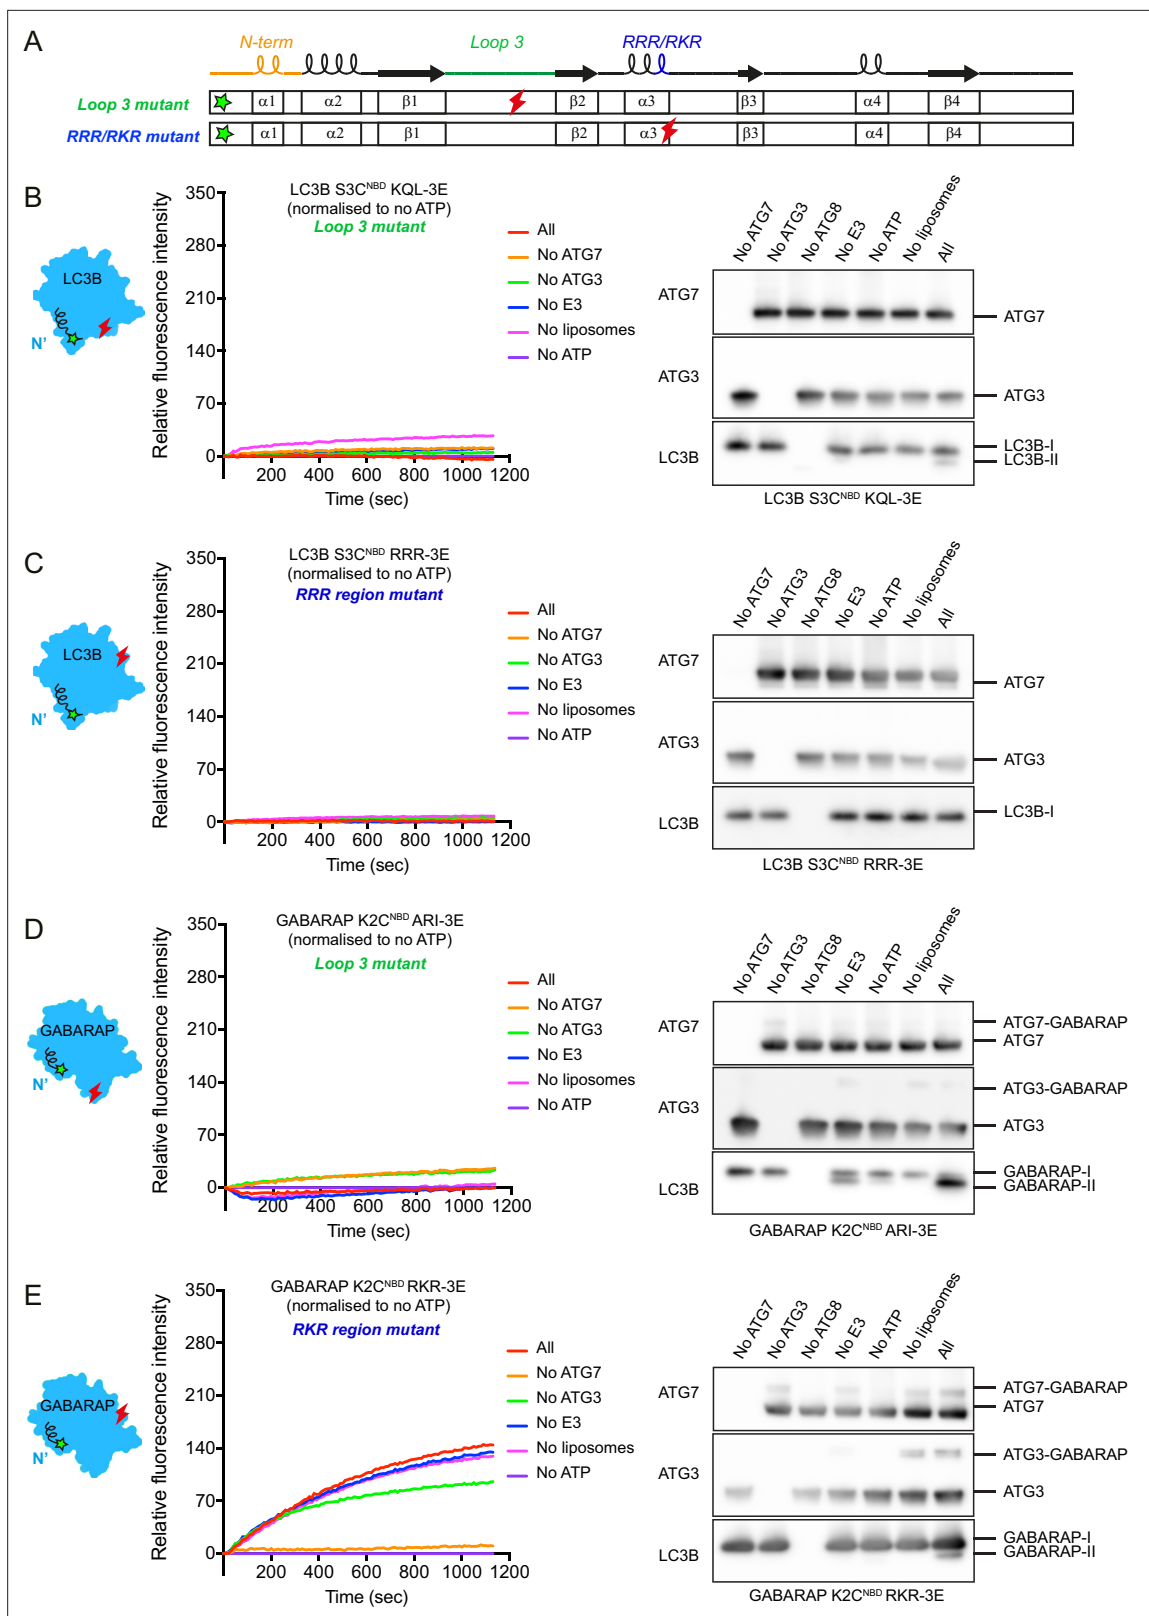 A
N-term
Loop 3
RRR/RKR
Loop 3 mutant
α1
α2
β1
β2
α3
β3
α4
β4
RRR/RKR mutant
α1
α2
β1
β2
α3
β3
α4
β4
B
LC3B
N'
Relative fluorescence intensity
350
280
210
140
70
0
200
400
600
800
1000
1200
Time (sec)
LC3B S3C^NBD KQL-3E
(normalised to no ATP)
Loop 3 mutant
All
No ATG7
No ATG3
No E3
No liposomes
No ATP
No ATG7
No ATG3
No ATG8
No E3
No ATP
No liposomes
All
ATG7
ATG7
ATG3
ATG3
LC3B
LC3B-I
LC3B-II
LC3B S3C^NBD KQL-3E
C
LC3B
N'
Relative fluorescence intensity
350
280
210
140
70
0
200
400
600
800
1000
1200
Time (sec)
LC3B S3C^NBD RRR-3E
(normalised to no ATP)
RRR region mutant
All
No ATG7
No ATG3
No E3
No liposomes
No ATP
No ATG7
No ATG3
No ATG8
No E3
No ATP
No liposomes
All
ATG7
ATG7
ATG3
ATG3
LC3B
LC3B-I
LC3B S3C^NBD RRR-3E
D
GABARAP
N'
Relative fluorescence intensity
350
280
210
140
70
0
200
400
600
800
1000
1200
Time (sec)
GABARAP K2C^NBD ARI-3E
(normalised to no ATP)
Loop 3 mutant
All
No ATG7
No ATG3
No E3
No liposomes
No ATP
No ATG7
No ATG3
No ATG8
No E3
No ATP
No liposomes
All
ATG7
ATG7-GABARAP
ATG7
ATG3
ATG3-GABARAP
ATG3
LC3B
GABARAP-I
GABARAP-II
GABARAP K2C^NBD ARI-3E
E
GABARAP
N'
Relative fluorescence intensity
350
280
210
140
70
0
200
400
600
800
1000
1200
Time (sec)
GABARAP K2C^NBD RKR-3E
(normalised to no ATP)
RKR region mutant
All
No ATG7
No ATG3
No E3
No liposomes
No ATP
No ATG7
No ATG3
No ATG8
No E3
No ATP
No liposomes
All
ATG7
ATG7-GABARAP
ATG7
ATG3
ATG3-GABARAP
ATG3
LC3B
GABARAP-I
GABARAP-II
GABARAP K2C^NBD RKR-3E